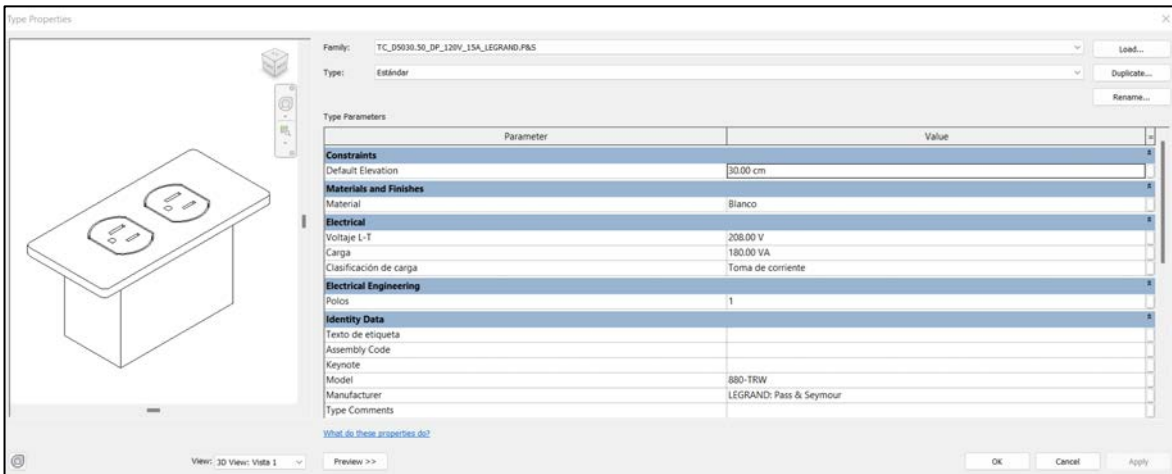 Type Properties
Family: TC_D5030.50_DP_120V_15A_LEGRAND.P&S Load...
Type: Estándar Duplicate...
Rename...
Type Parameters
Parameter Value =
Constraints
Default Elevation 30.00 cm
Materials and Finishes
Material Blanco
Electrical
Voltaje L-T 208.00 V
Carga 180.00 VA
Clasificación de carga Toma de corriente
Electrical Engineering
Polos 1
Identity Data
Texto de etiqueta
Assembly Code
Keynote
Model 880-TRW
Manufacturer LEGRAND: Pass & Seymour
Type Comments
What do these properties do?
View: 3D View: Vista 1 Preview >> OK Cancel Apply